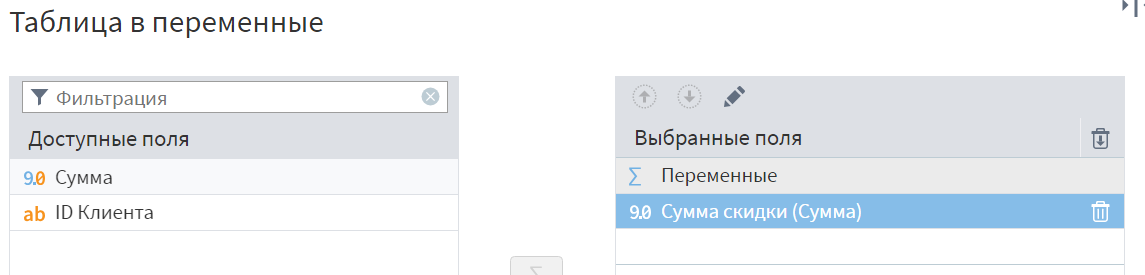 Таблица в переменные
Фильтрация
Доступные поля
9.0 Сумма
ab ID Клиента
Выбранные поля
Σ Переменные
9.0 Сумма скидки (Сумма)
Σ